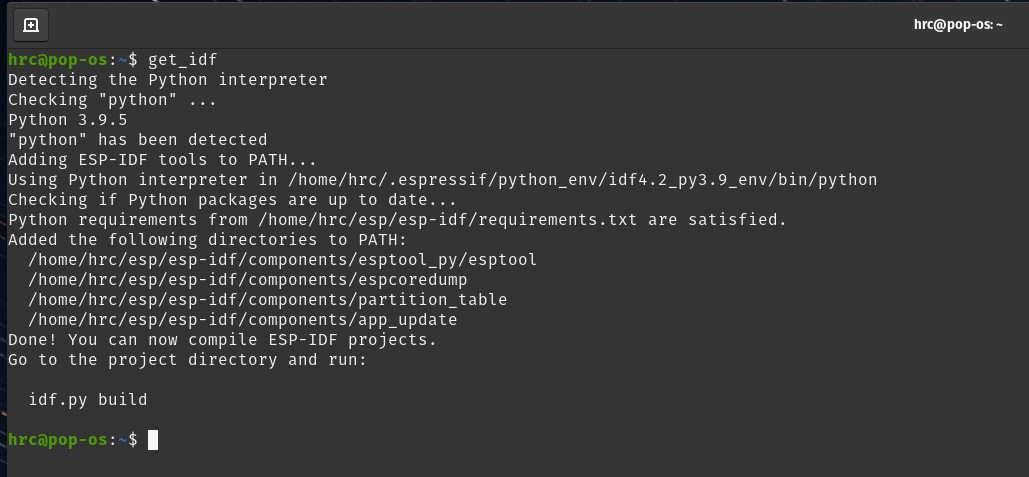 hrc@pop-os: ~
hrc@pop-os:~$ get_idf
Detecting the Python interpreter
Checking "python" ...
Python 3.9.5
"python" has been detected
Adding ESP-IDF tools to PATH...
Using Python interpreter in /home/hrc/.espressif/python_env/idf4.2_py3.9_env/bin/python
Checking if Python packages are up to date...
Python requirements from /home/hrc/esp/esp-idf/requirements.txt are satisfied.
Added the following directories to PATH:
  /home/hrc/esp/esp-idf/components/esptool_py/esptool
  /home/hrc/esp/esp-idf/components/espcoredump
  /home/hrc/esp/esp-idf/components/partition_table
  /home/hrc/esp/esp-idf/components/app_update
Done! You can now compile ESP-IDF projects.
Go to the project directory and run:
  idf.py build
hrc@pop-os:~$